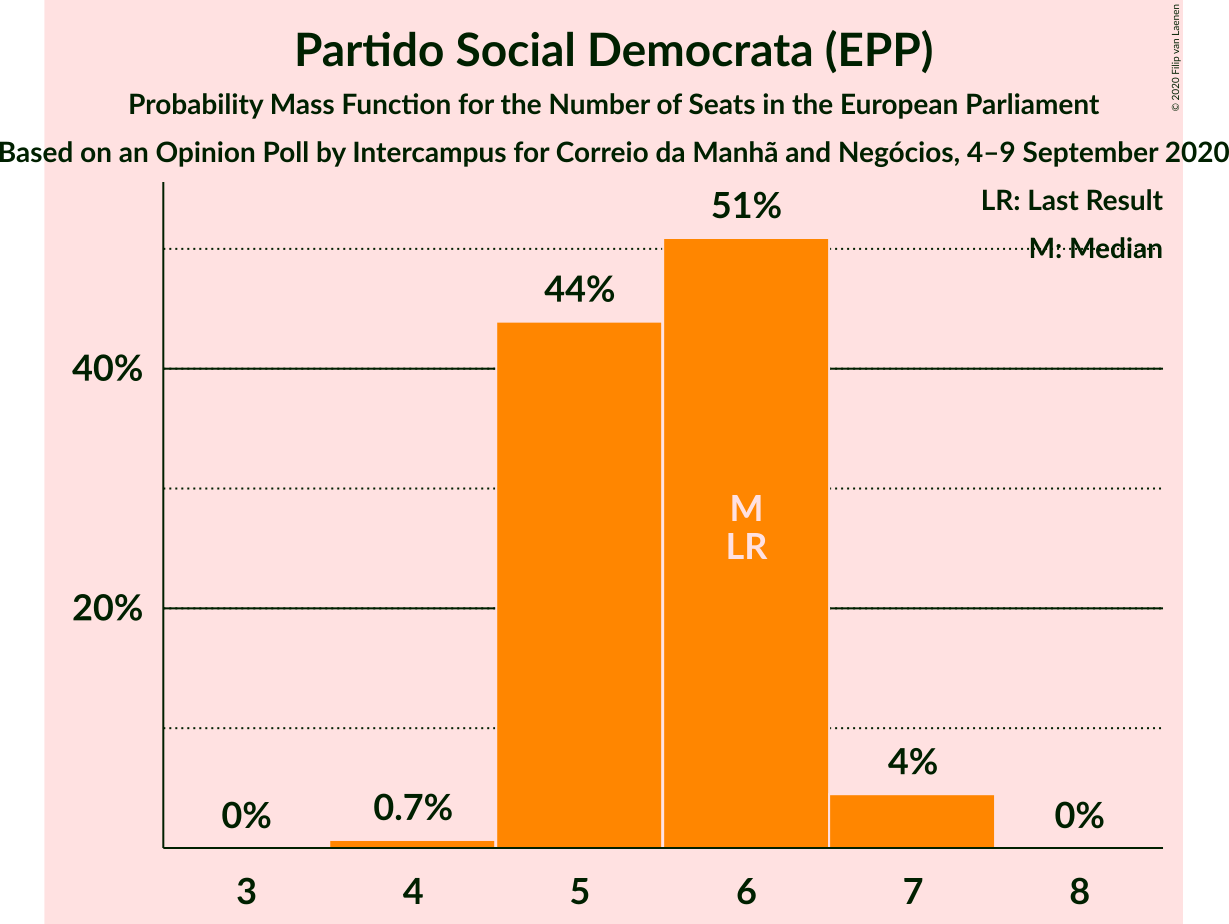 Partido Social Democrata (EPP)
Probability Mass Function for the Number of Seats in the European Parliament
Based on an Opinion Poll by Intercampus for Correio da Manhã and Negócios, 4–9 September 2020
© 2020 Filip van Laenen
LR: Last Result
M: Median
51%
44%
40%
M
LR
20%
4%
0.7%
0%
0%
3 4 5 6 7 8